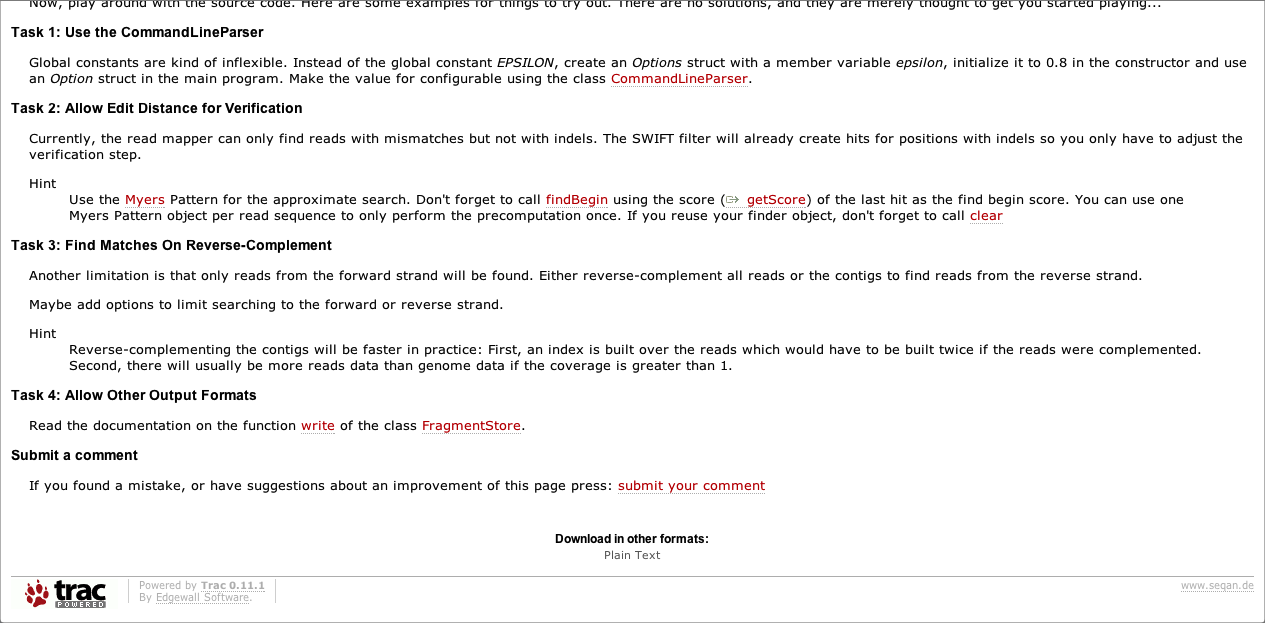 Now, play around with the source code. Here are some examples for things to try out. There are no solutions, and they are merely thought to get you started playing...
Task 1: Use the CommandLineParser
Global constants are kind of inflexible. Instead of the global constant EPSILON, create an Options struct with a member variable epsilon, initialize it to 0.8 in the constructor and use
an Option struct in the main program. Make the value for configurable using the class CommandLineParser.
Task 2: Allow Edit Distance for Verification
Currently, the read mapper can only find reads with mismatches but not with indels. The SWIFT filter will already create hits for positions with indels so you only have to adjust the
verification step.
Hint
Use the Myers Pattern for the approximate search. Don't forget to call findBegin using the score (getScore) of the last hit as the find begin score. You can use one
Myers Pattern object per read sequence to only perform the precomputation once. If you reuse your finder object, don't forget to call clear
Task 3: Find Matches On Reverse-Complement
Another limitation is that only reads from the forward strand will be found. Either reverse-complement all reads or the contigs to find reads from the reverse strand.
Maybe add options to limit searching to the forward or reverse strand.
Hint
Reverse-complementing the contigs will be faster in practice: First, an index is built over the reads which would have to be built twice if the reads were complemented.
Second, there will usually be more reads data than genome data if the coverage is greater than 1.
Task 4: Allow Other Output Formats
Read the documentation on the function write of the class FragmentStore.
Submit a comment
If you found a mistake, or have suggestions about an improvement of this page press: submit your comment
Download in other formats:
Plain Text
trac
POWERED
Powered by Trac 0.11.1
By Edgewall Software.
www.seqan.de